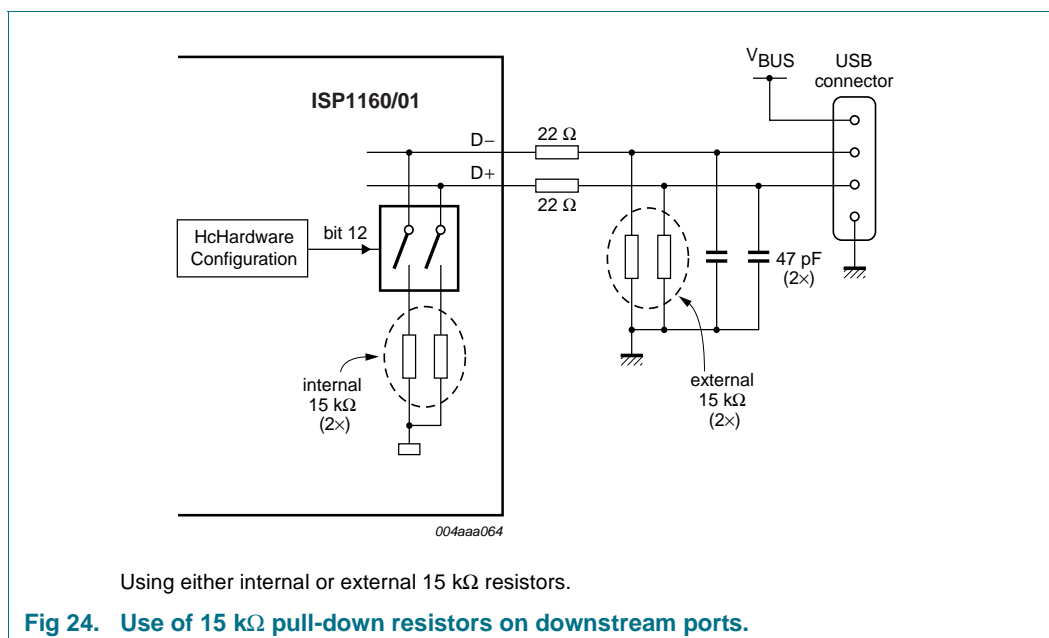 V BUS
USB
connector
ISP1160/01
D−
22 Ω
D+
22 Ω
HcHardware
Configuration
bit 12
47 pF
(2×)
internal
15 kΩ
(2×)
external
15 kΩ
(2×)
004aaa064
Using either internal or external 15 kΩ resistors.
Fig 24. Use of 15 kΩ pull-down resistors on downstream ports.